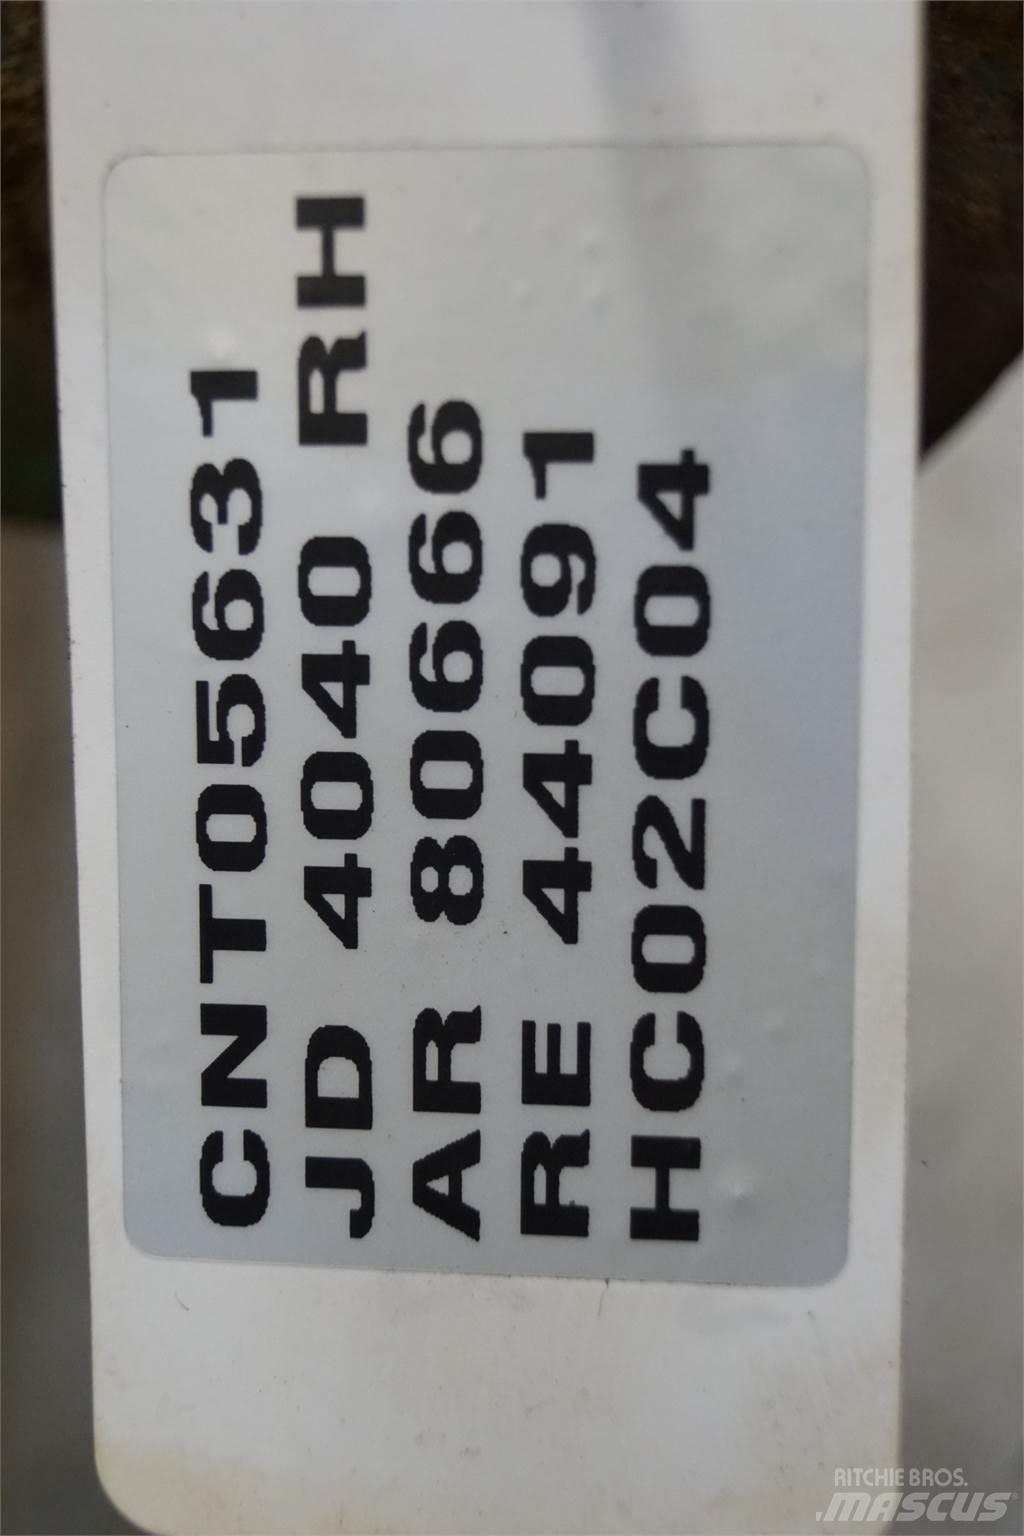 CNT05631
JD 4040 RH
AR 80666
RE 44091
HC02C04
RITCHIE BROS.
MASCUS